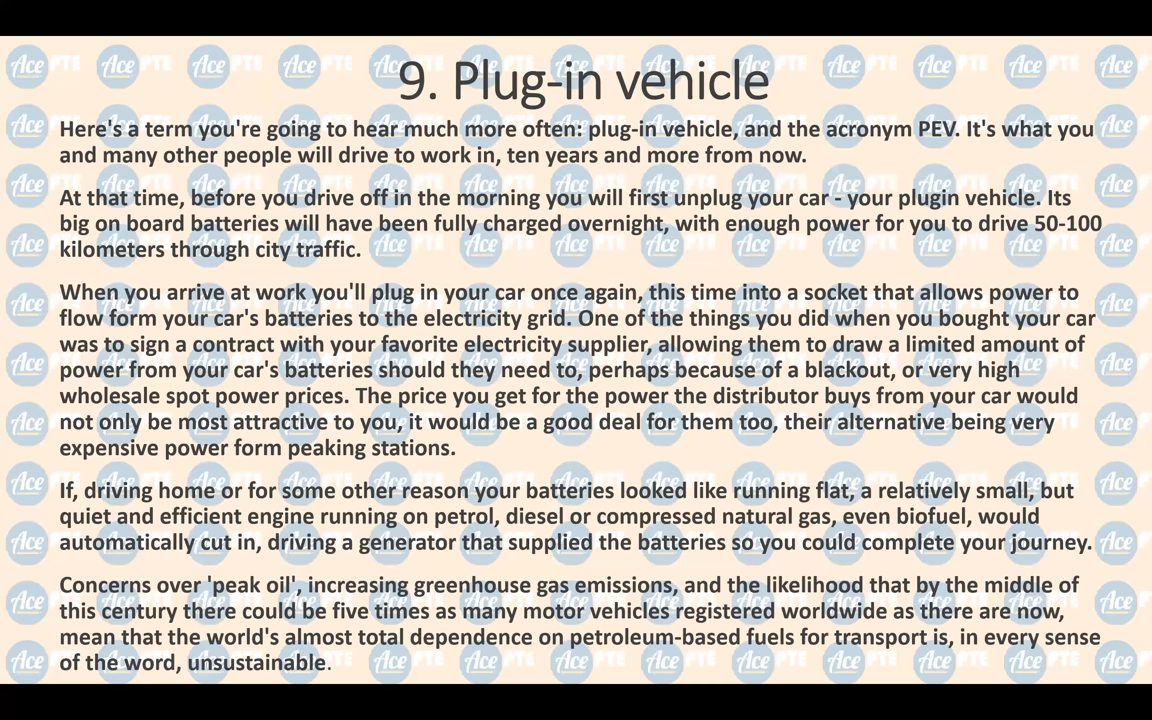 9. Plug-in vehicle
Here's a term you're going to hear much more often: plug-in vehicle, and the acronym PEV. It's what you
and many other people will drive to work in, ten years and more from now.
At that time, before you drive off in the morning you will first unplug your car - your plugin vehicle. Its
big on board batteries will have been fully charged overnight, with enough power for you to drive 50-100
kilometers through city traffic.
When you arrive at work you'll plug in your car once again, this time into a socket that allows power to
flow form your car's batteries to the electricity grid. One of the things you did when you bought your car
was to sign a contract with your favorite electricity supplier, allowing them to draw a limited amount of
power from your car's batteries should they need to, perhaps because of a blackout, or very high
wholesale spot power prices. The price you get for the power the distributor buys from your car would
not only be most attractive to you, it would be a good deal for them too, their alternative being very
expensive power form peaking stations.
If, driving home or for some other reason your batteries looked like running flat, a relatively small, but
quiet and efficient engine running on petrol, diesel or compressed natural gas, even biofuel, would
automatically cut in, driving a generator that supplied the batteries so you could complete your journey.
Concerns over 'peak oil', increasing greenhouse gas emissions, and the likelihood that by the middle of
this century there could be five times as many motor vehicles registered worldwide as there are now,
mean that the world's almost total dependence on petroleum-based fuels for transport is, in every sense
of the word, unsustainable.